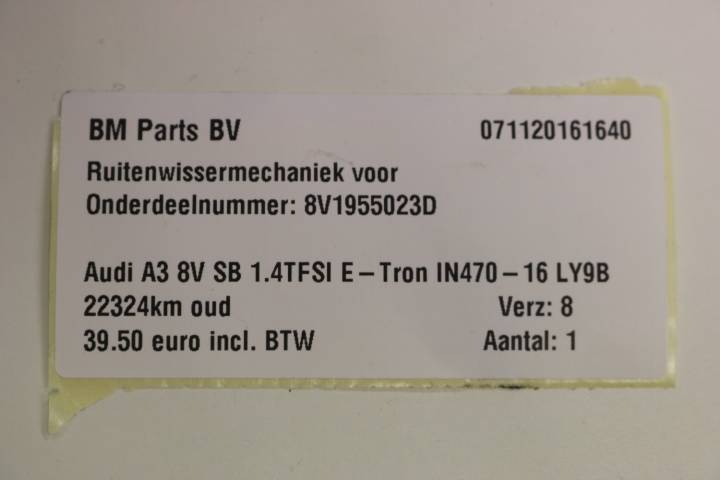 BM Parts BV 071120161640
Ruitenwissermechaniek voor
Onderdeelnummer: 8V1955023D
Audi A3 8V SB 1.4TFSI E-Tron IN470-16 LY9B
22324km oud Verz: 8
39.50 euro incl. BTW Aantal: 1